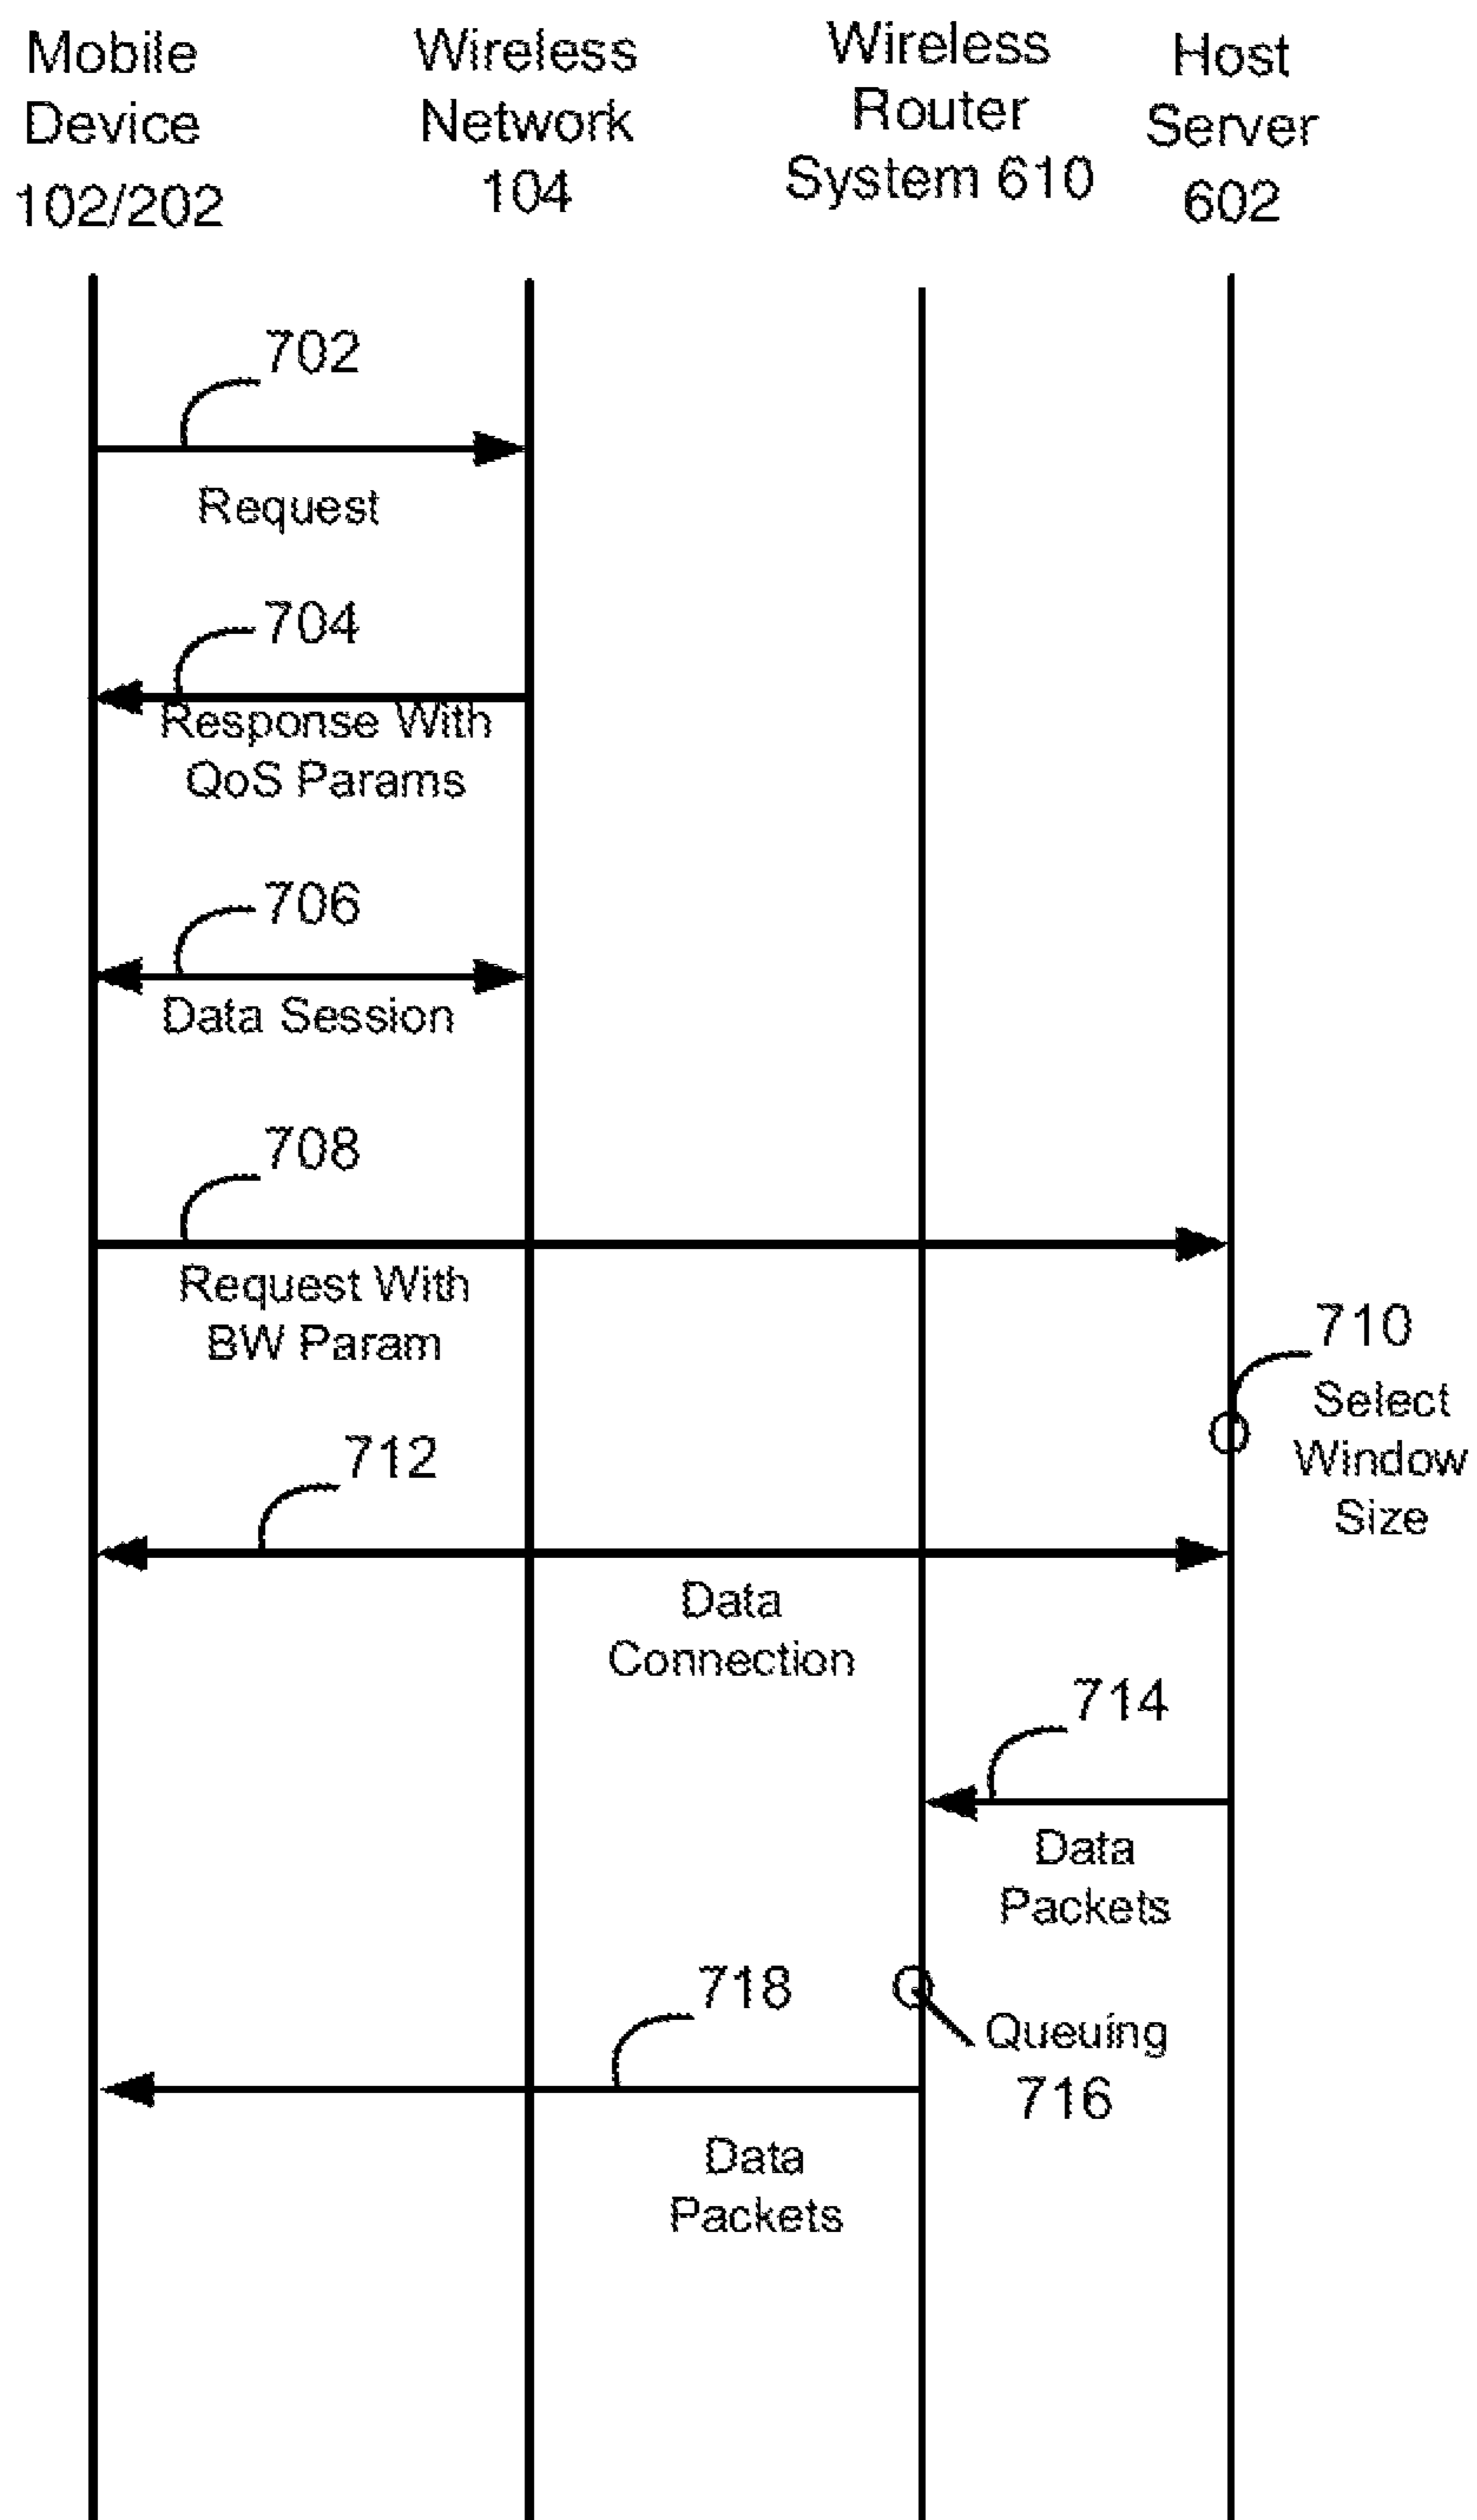 Mobile
Device
102/202
Wireless
Network
104
Wireless
Router
System 610
Host
Server
602
702
Request
704
Response With
QoS Params
706
Data Session
708
Request With
BW Param
710
Select
Window
Size
712
Data
Connection
714
Data
Packets
718
Queuing
716
Data
Packets